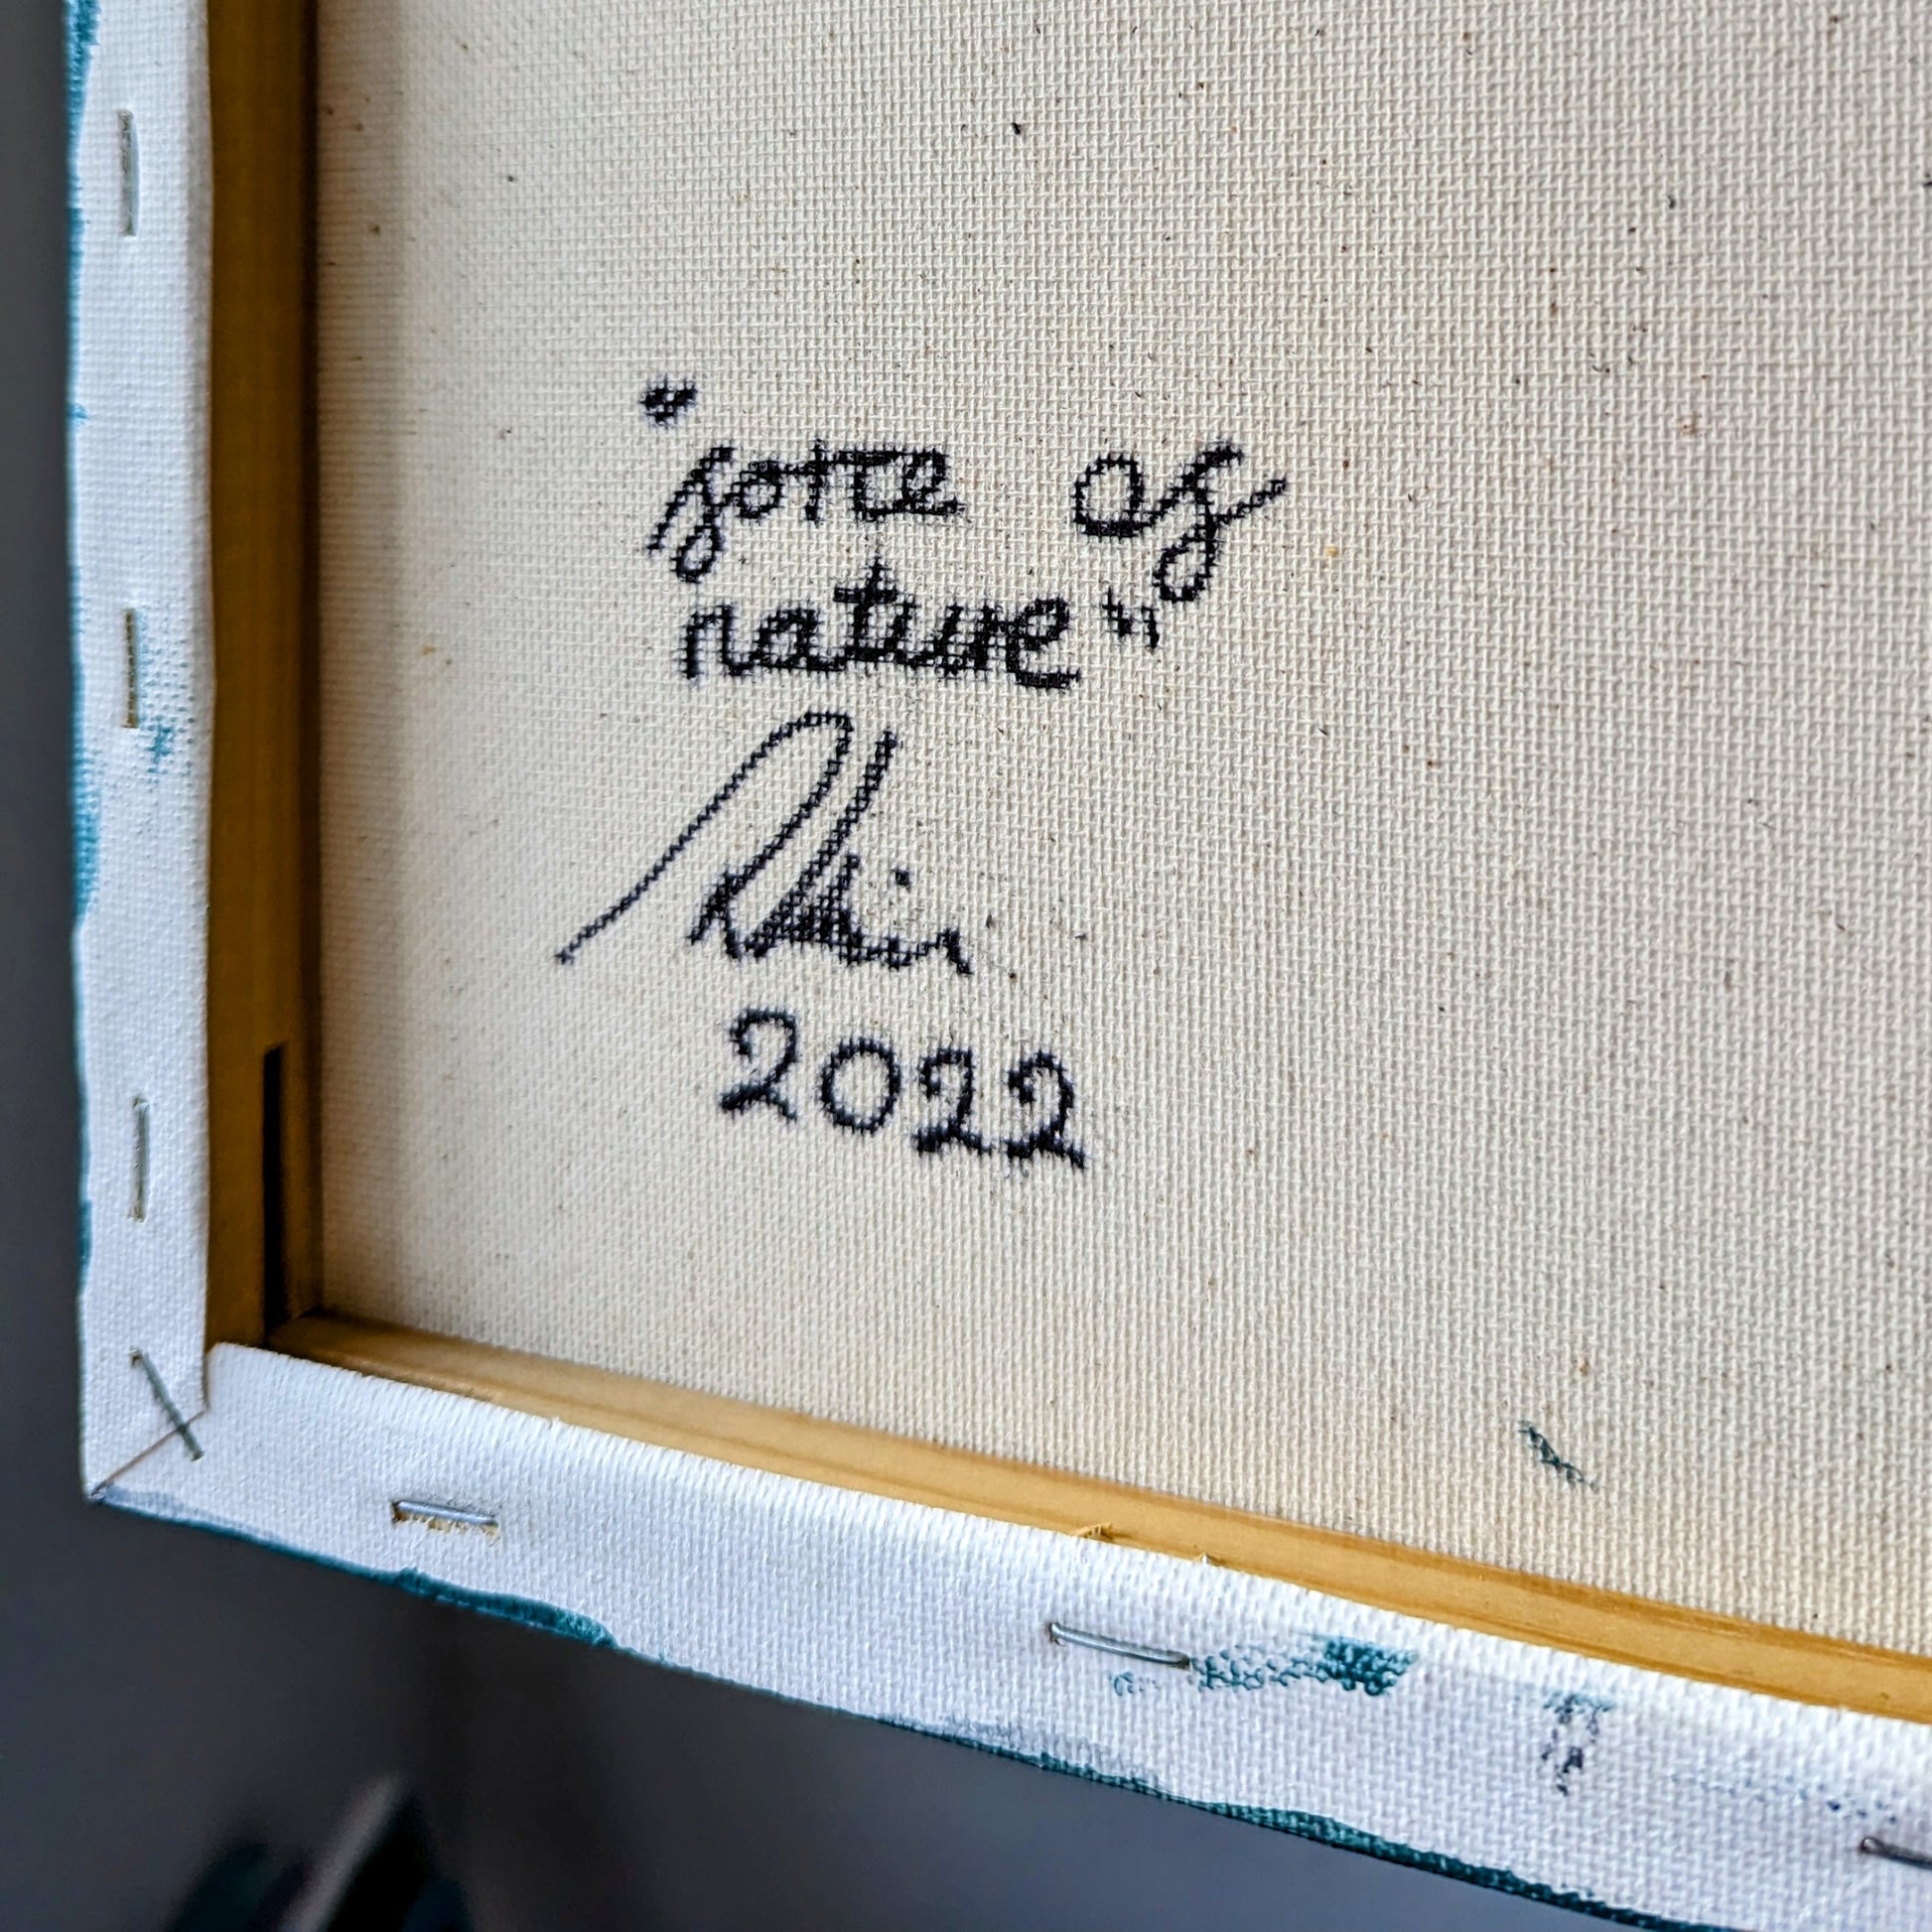 "force of
nature"
2022